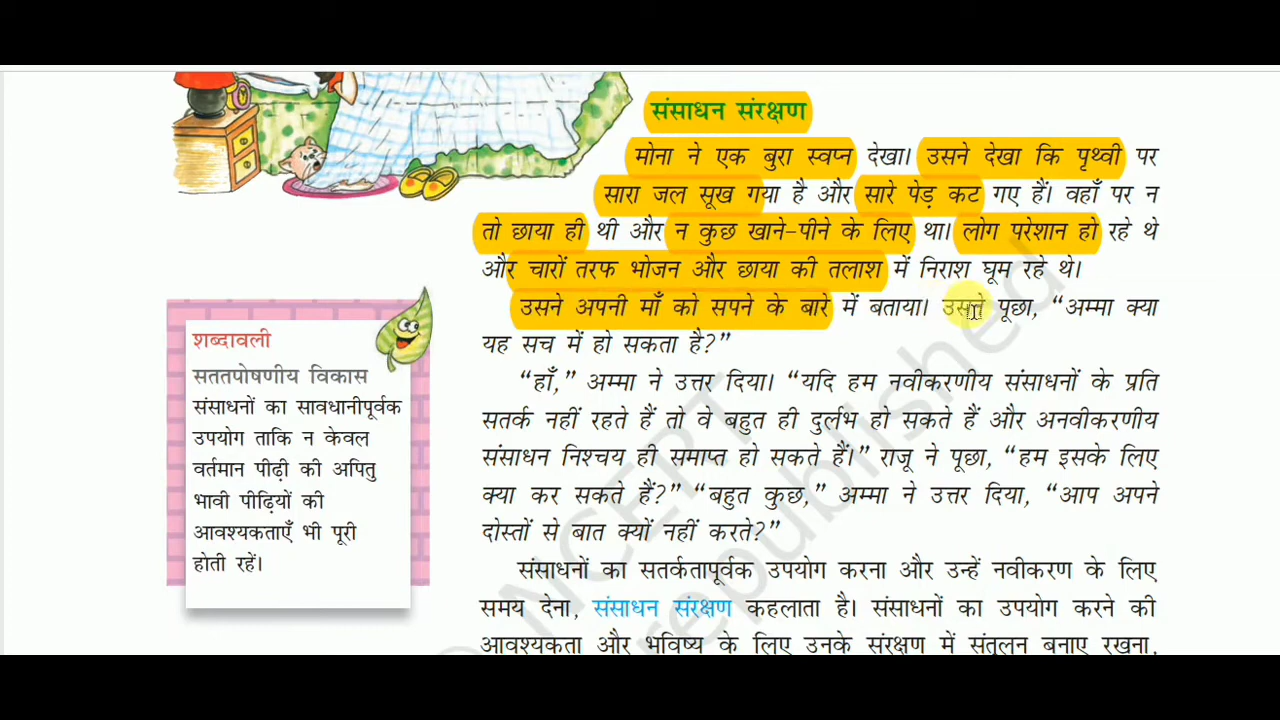 संसाधन संरक्षण
मोना ने एक बुरा स्वप्न देखा। उसने देखा कि पृथ्वी पर
सारा जल सूख गया है और सारे पेड़ कट गए हैं। वहाँ पर न
तो छाया ही थी और न कुछ खाने-पीने के लिए था। लोग परेशान हो रहे थे
और चारों तरफ भोजन और छाया की तलाश में निराश घूम रहे थे।
उसने अपनी माँ को सपने के बारे में बताया। उसने पूछा, “अम्मा क्या
यह सच में हो सकता है?”
“हाँ,” अम्मा ने उत्तर दिया। “यदि हम नवीकरणीय संसाधनों के प्रति
सतर्क नहीं रहते हैं तो वे बहुत ही दुर्लभ हो सकते हैं और अनवीकरणीय
संसाधन निश्चय ही समाप्त हो सकते हैं।” राजू ने पूछा, “हम इसके लिए
क्या कर सकते हैं?” “बहुत कुछ,” अम्मा ने उत्तर दिया, “आप अपने
दोस्तों से बात क्यों नहीं करते?”
संसाधनों का सतर्कतापूर्वक उपयोग करना और उन्हें नवीकरण के लिए
समय देना, संसाधन संरक्षण कहलाता है। संसाधनों का उपयोग करने की
आवश्यकता और भविष्य के लिए उनके संरक्षण में संतुलन बनाए रखना,
शब्दावली
सततपोषणीय विकास
संसाधनों का सावधानीपूर्वक
उपयोग ताकि न केवल
वर्तमान पीढ़ी की अपितु
भावी पीढ़ियों की
आवश्यकताएँ भी पूरी
होती रहें।
NCERT
republished